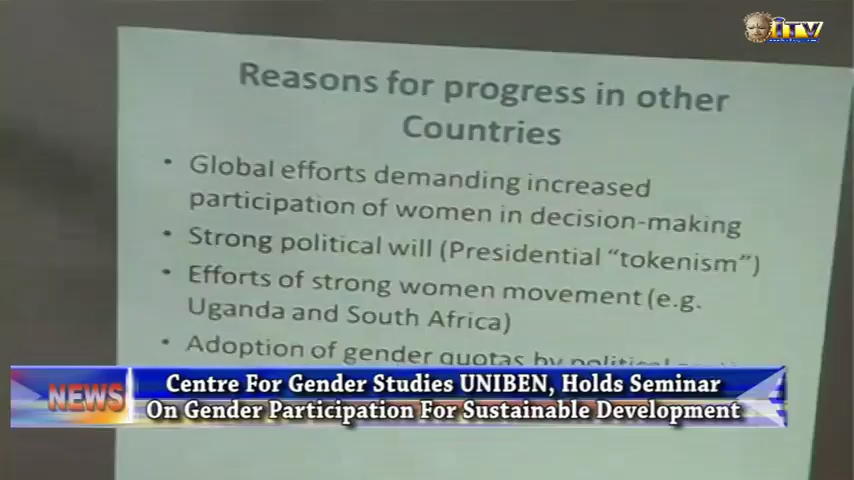 iTV
Reasons for progress in other
Countries
• Global efforts demanding increased
participation of women in decision-making
• Strong political will (Presidential “tokenism”)
• Efforts of strong women movement (e.g.
Uganda and South Africa)
• Adoption of gender quotas by
NEWS
Centre For Gender Studies UNIBEN, Holds Seminar
On Gender Participation For Sustainable Development